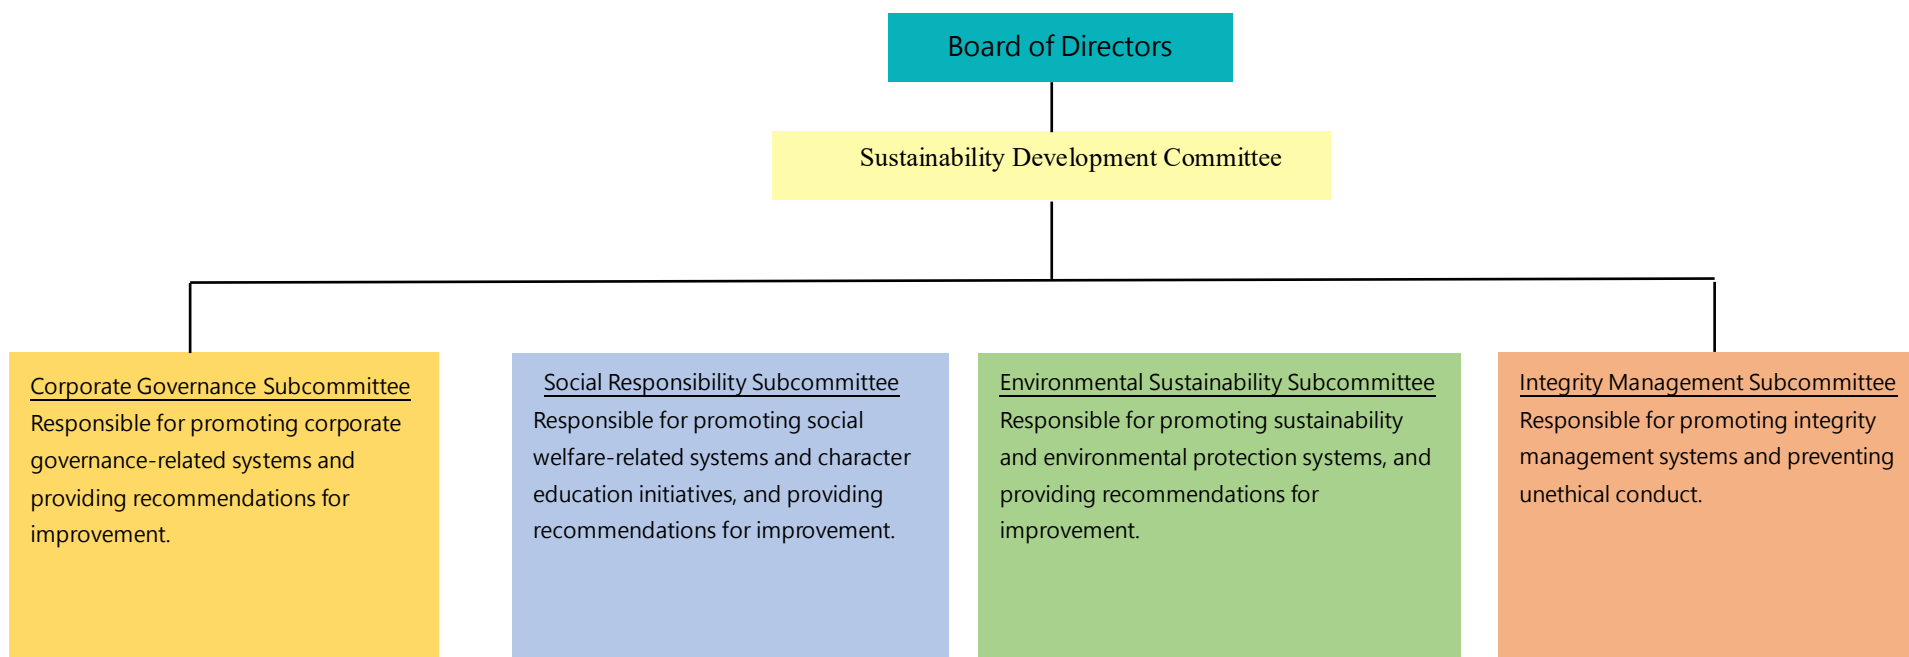 Board of Directors
Sustainability Development Committee
Corporate Governance Subcommittee
Responsible for promoting corporate
governance-related systems and
providing recommendations for
improvement.
Social Responsibility Subcommittee
Responsible for promoting social
welfare-related systems and character
education initiatives, and providing
recommendations for improvement.
Environmental Sustainability Subcommittee
Responsible for promoting sustainability
and environmental protection systems, and
providing recommendations for
improvement.
Integrity Management Subcommittee
Responsible for promoting integrity
management systems and preventing
unethical conduct.